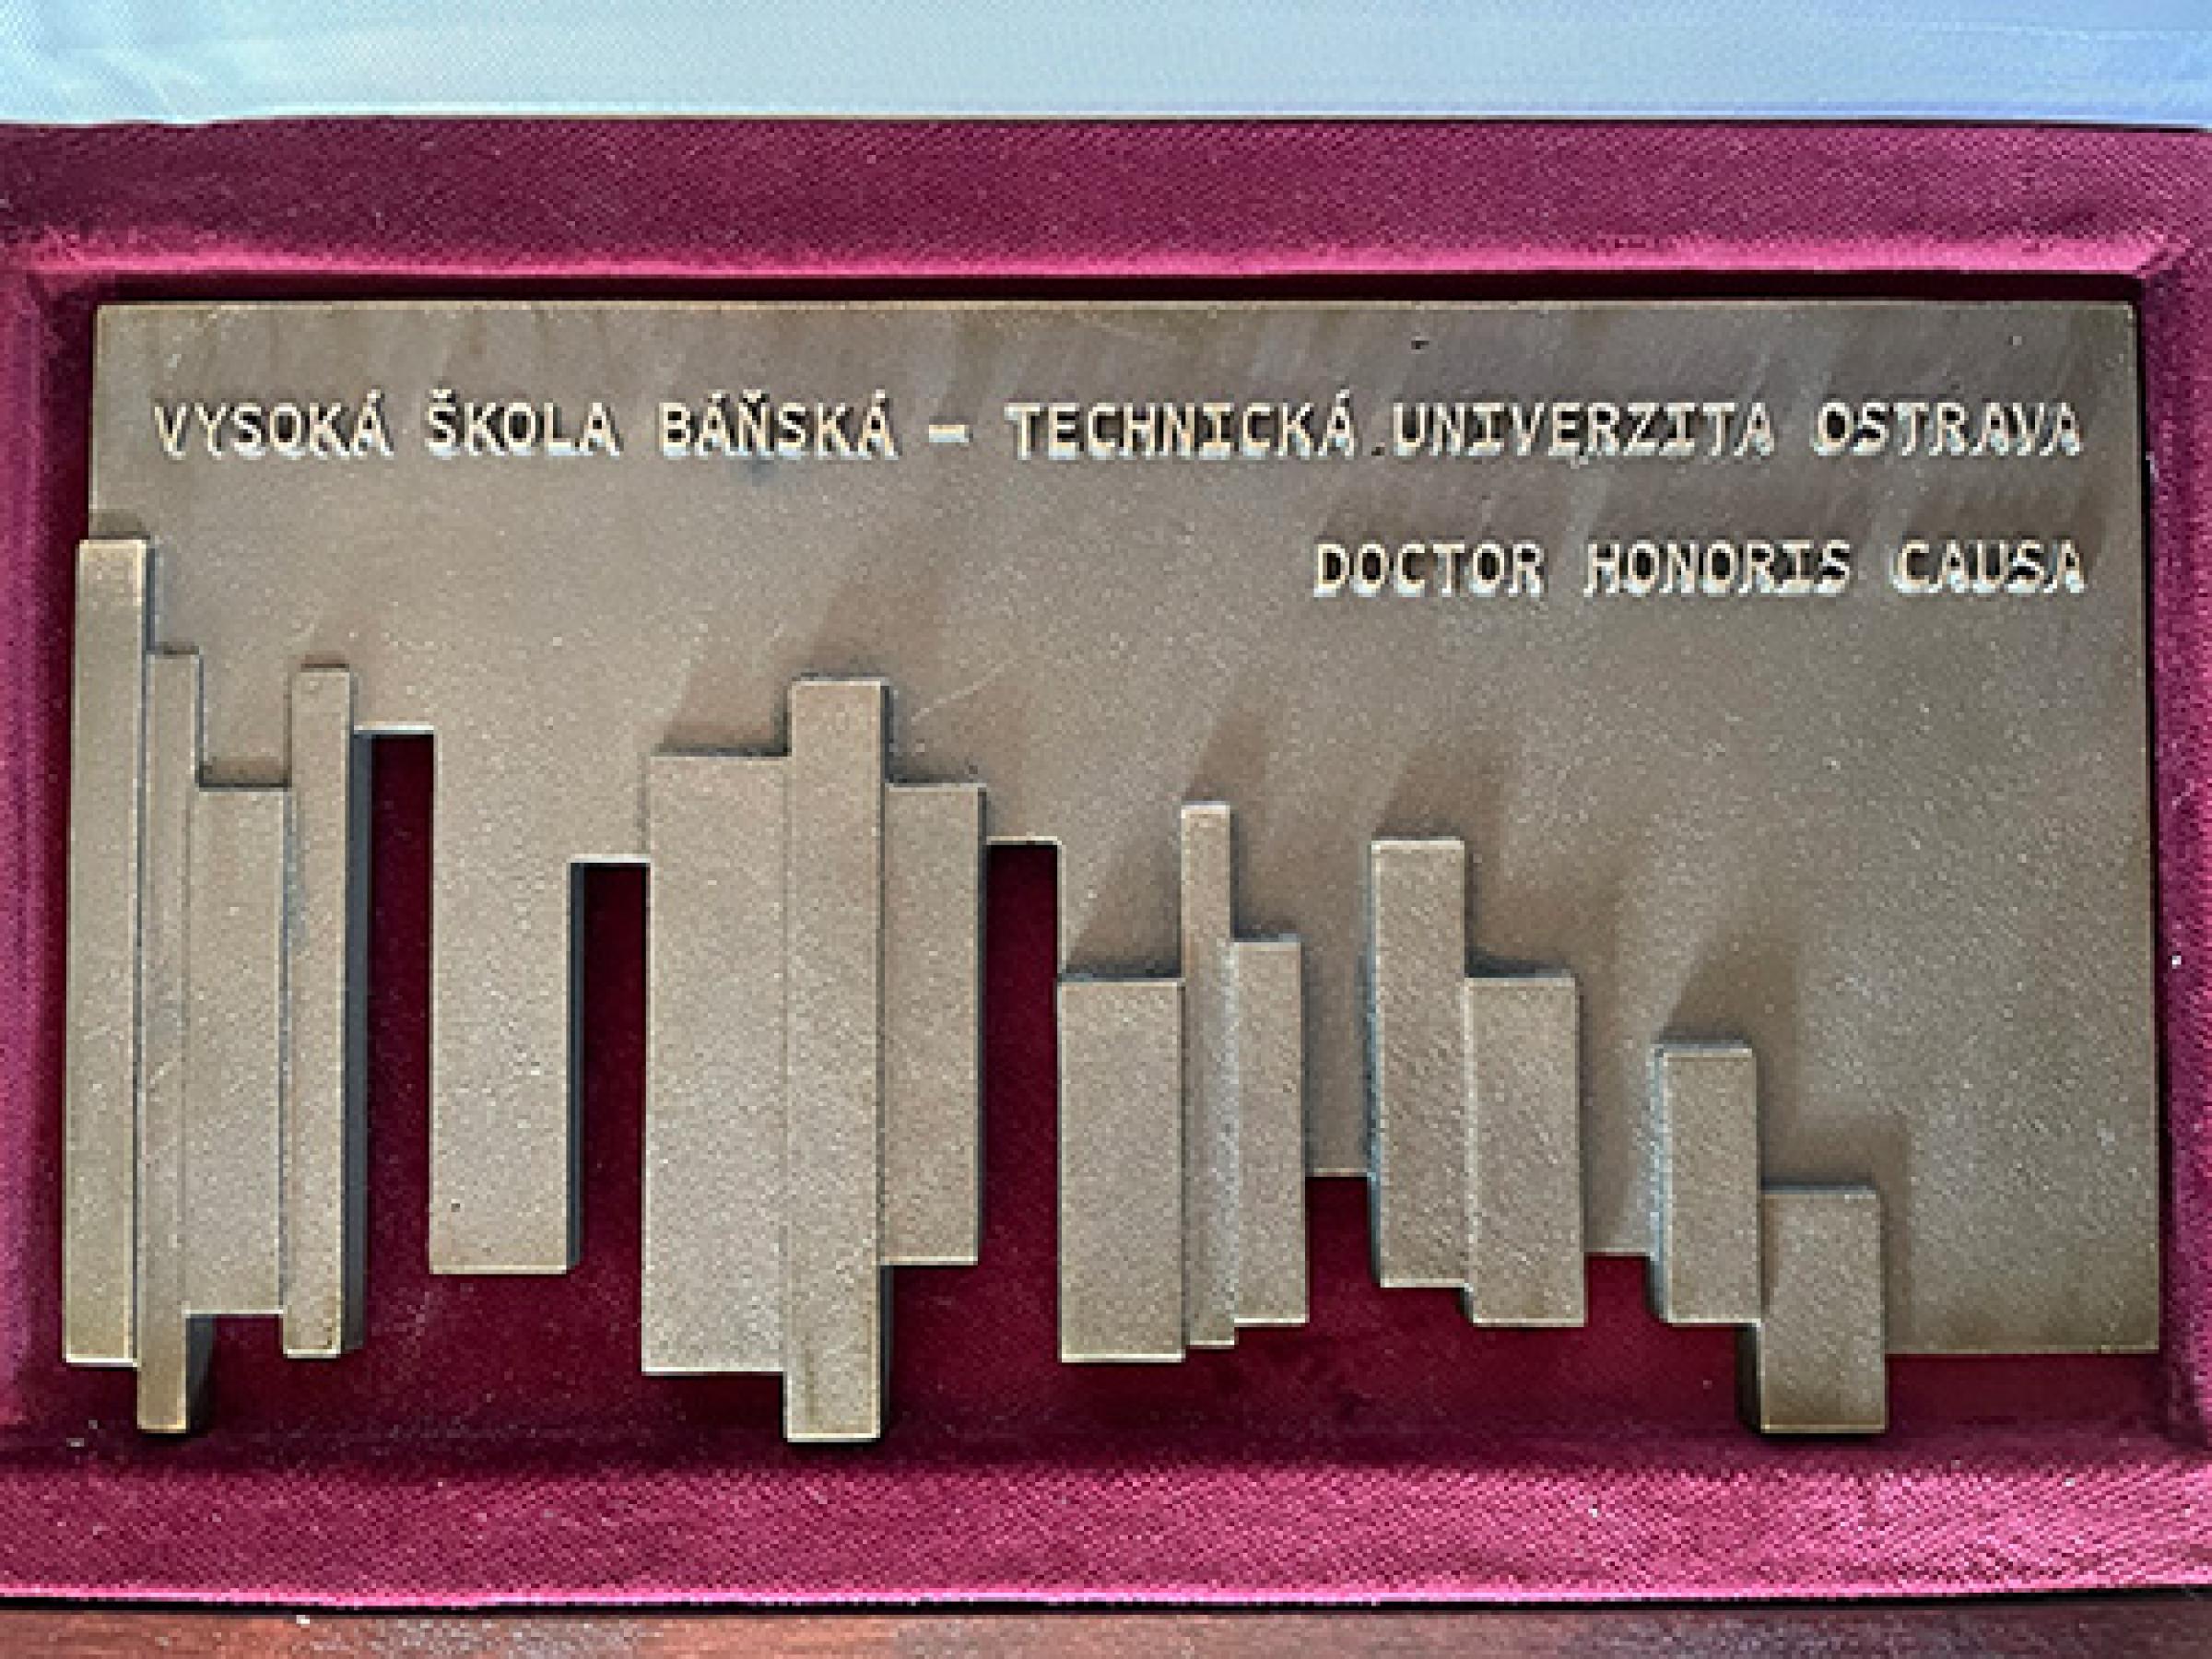 VYSOKÁ ŠKOLA BÁŇSKÁ – TECHNICKÁ UNIVERZITA OSTRAVA
DOCTOR HONORIS CAUSA